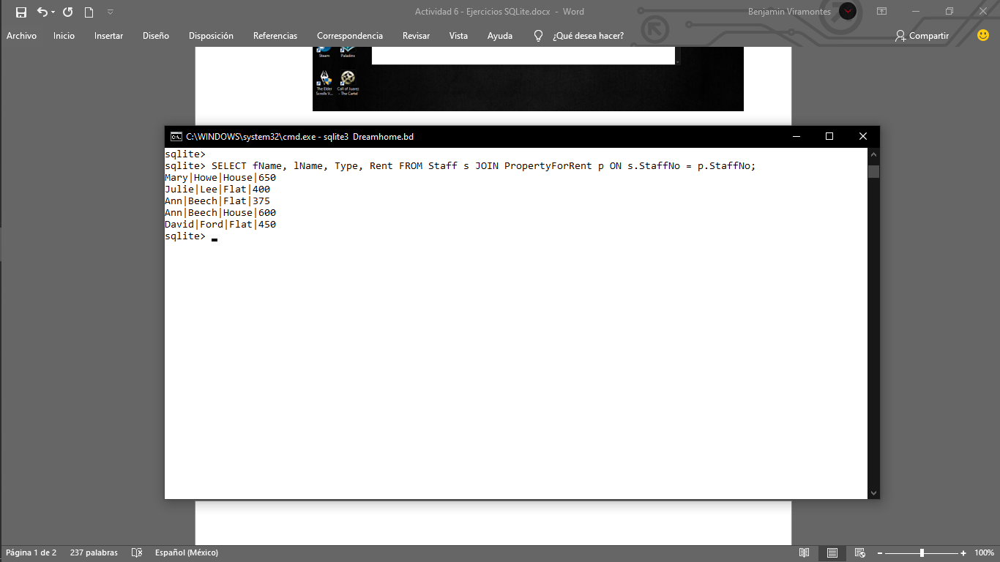 Actividad 6 - Ejercicios SQLite.docx - Word
Benjamin Viramontes
Archivo Inicio Insertar Diseño Disposición Referencias Correspondencia Revisar Vista Ayuda ¿Qué desea hacer? Compartir
Steam Paladins
The Elder Scrolls V... Call of Juarez - The Cartel
C:\WINDOWS\system32\cmd.exe - sqlite3 Dreamhome.bd
sqlite>
sqlite> SELECT fName, lName, Type, Rent FROM Staff s JOIN PropertyForRent p ON s.StaffNo = p.StaffNo;
Mary|Howe|House|650
Julie|Lee|Flat|400
Ann|Beech|Flat|375
Ann|Beech|House|600
David|Ford|Flat|450
sqlite>
Página 1 de 2 237 palabras Español (México) 100%